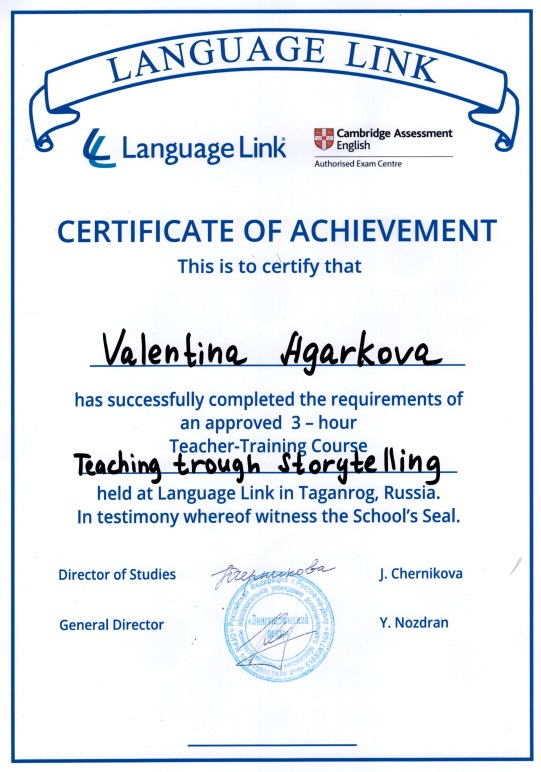 LANGUAGE LINK
Language Link
Cambridge Assessment
English
Authorised Exam Centre
CERTIFICATE OF ACHIEVEMENT
This is to certify that
Valentina Agarkova
has successfully completed the requirements of
an approved 3 – hour
Teacher-Training Course
Teaching trough Storytelling
held at Language Link in Taganrog, Russia.
In testimony whereof witness the School's Seal.
Director of Studies
J. Chernikova
General Director
Y. Nozdran